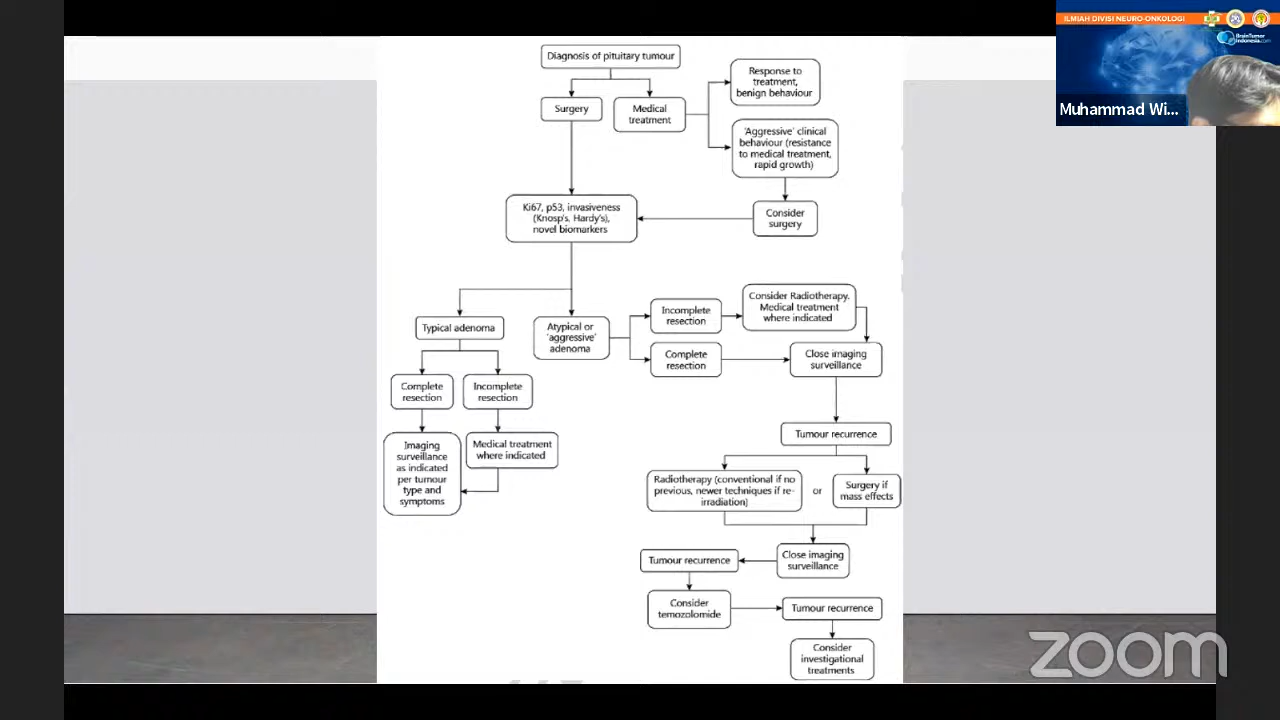 ILMIAH DIVISI NEURO-ONKOLOGI
BrainTumor
Indonesia.com
Muhammad Wi...
Diagnosis of pituitary tumour
Surgery
Medical
treatment
Response to
treatment,
benign behaviour
'Aggressive' clinical
behaviour (resistance
to medical treatment,
rapid growth)
Consider
surgery
Ki67, p53, invasiveness
(Knosp's, Hardy's),
novel biomarkers
Typical adenoma
Atypical or
'aggressive'
adenoma
Incomplete
resection
Consider Radiotherapy.
Medical treatment
where indicated
Complete
resection
Close imaging
surveillance
Complete
resection
Incomplete
resection
Imaging
surveillance
as indicated
per tumour
type and
symptoms
Medical treatment
where indicated
Tumour recurrence
Radiotherapy (conventional if no
previous, newer techniques if re-
irradiation)
or
Surgery if
mass effects
Close imaging
surveillance
Tumour recurrence
Consider
temozolomide
Tumour recurrence
Consider
investigational
treatments
zoom